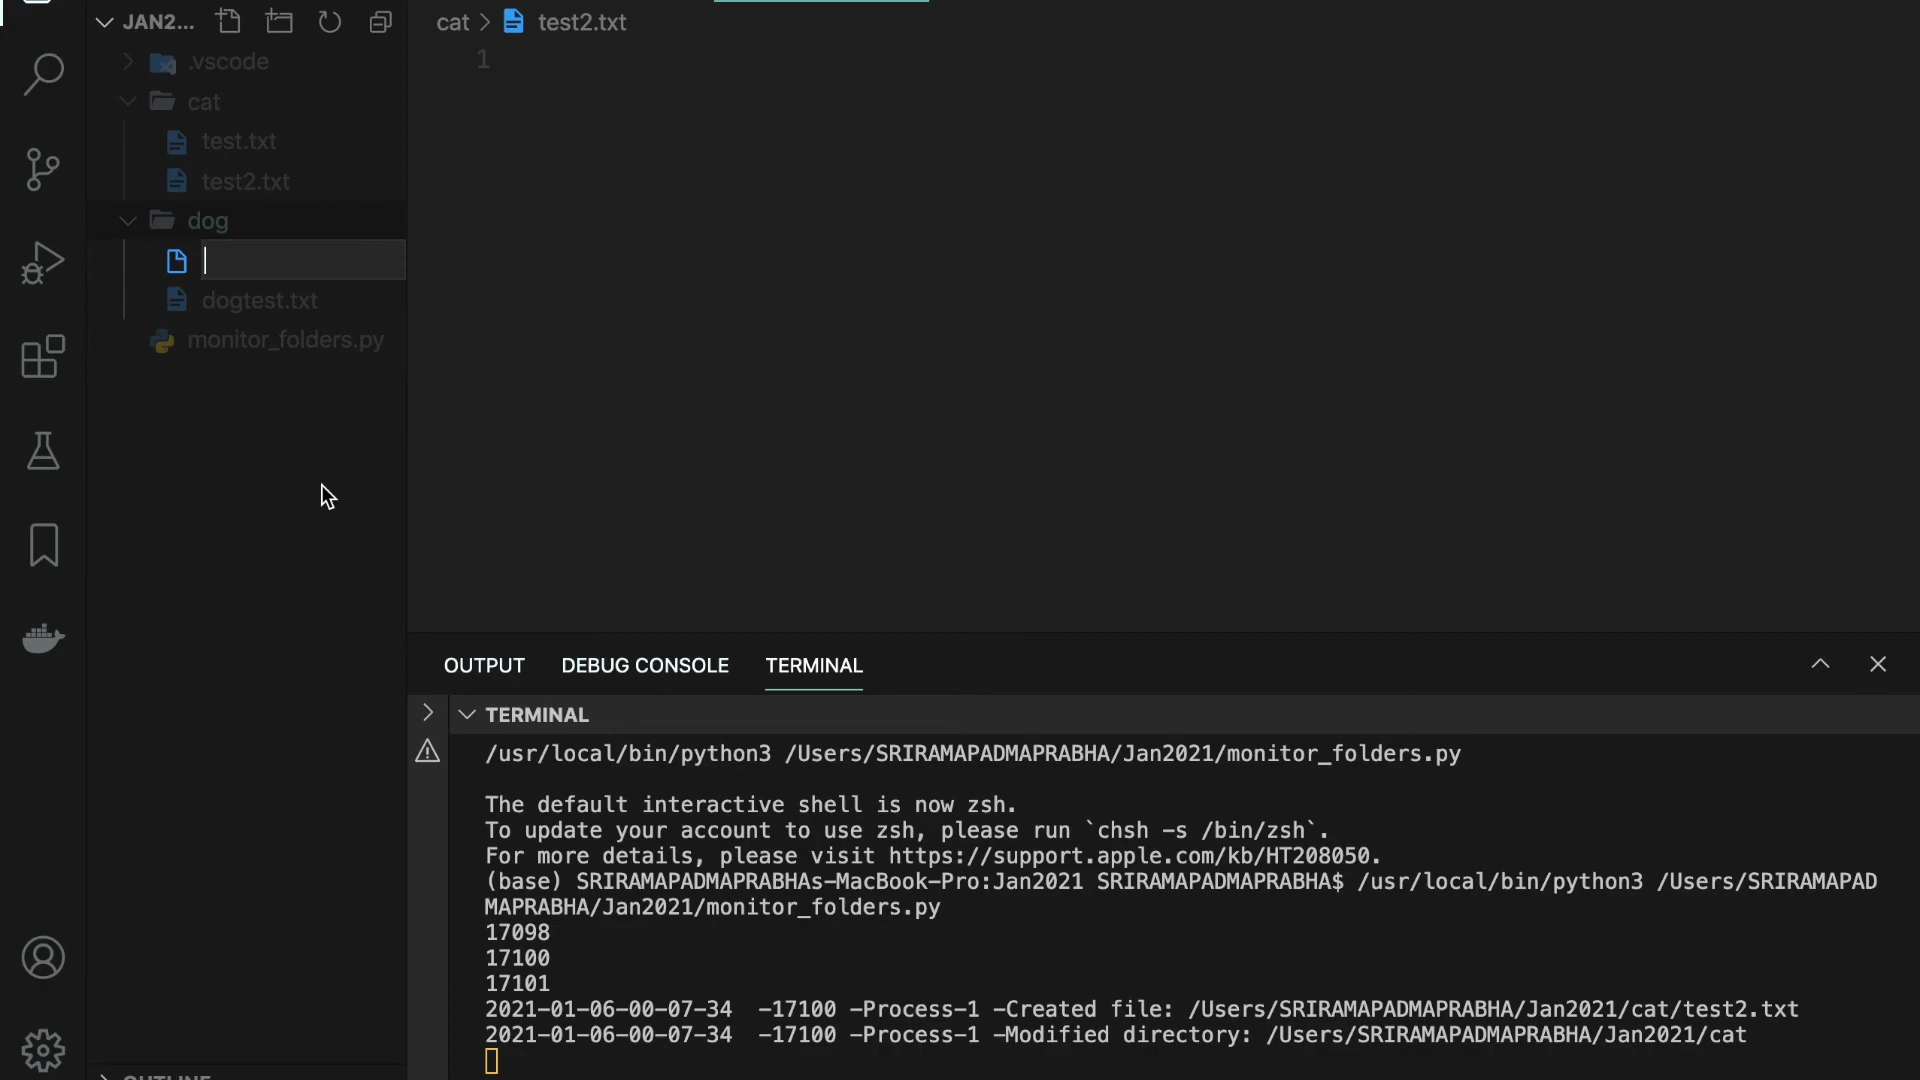 JAN2...
.vscode
cat
test.txt
test2.txt
dog
dogtest.txt
monitor_folders.py
OUTLINE
cat > test2.txt
1
OUTPUT DEBUG CONSOLE TERMINAL
TERMINAL
/usr/local/bin/python3 /Users/SRIRAMAPADMAPRABHA/Jan2021/monitor_folders.py
The default interactive shell is now zsh.
To update your account to use zsh, please run `chsh -s /bin/zsh`.
For more details, please visit https://support.apple.com/kb/HT208050.
(base) SRIRAMAPADMAPRABHAs-MacBook-Pro:Jan2021 SRIRAMAPADMAPRABHA$ /usr/local/bin/python3 /Users/SRIRAMAPAD
MAPRABHA/Jan2021/monitor_folders.py
17098
17100
17101
2021-01-06-00-07-34 -17100 -Process-1 -Created file: /Users/SRIRAMAPADMAPRABHA/Jan2021/cat/test2.txt
2021-01-06-00-07-34 -17100 -Process-1 -Modified directory: /Users/SRIRAMAPADMAPRABHA/Jan2021/cat